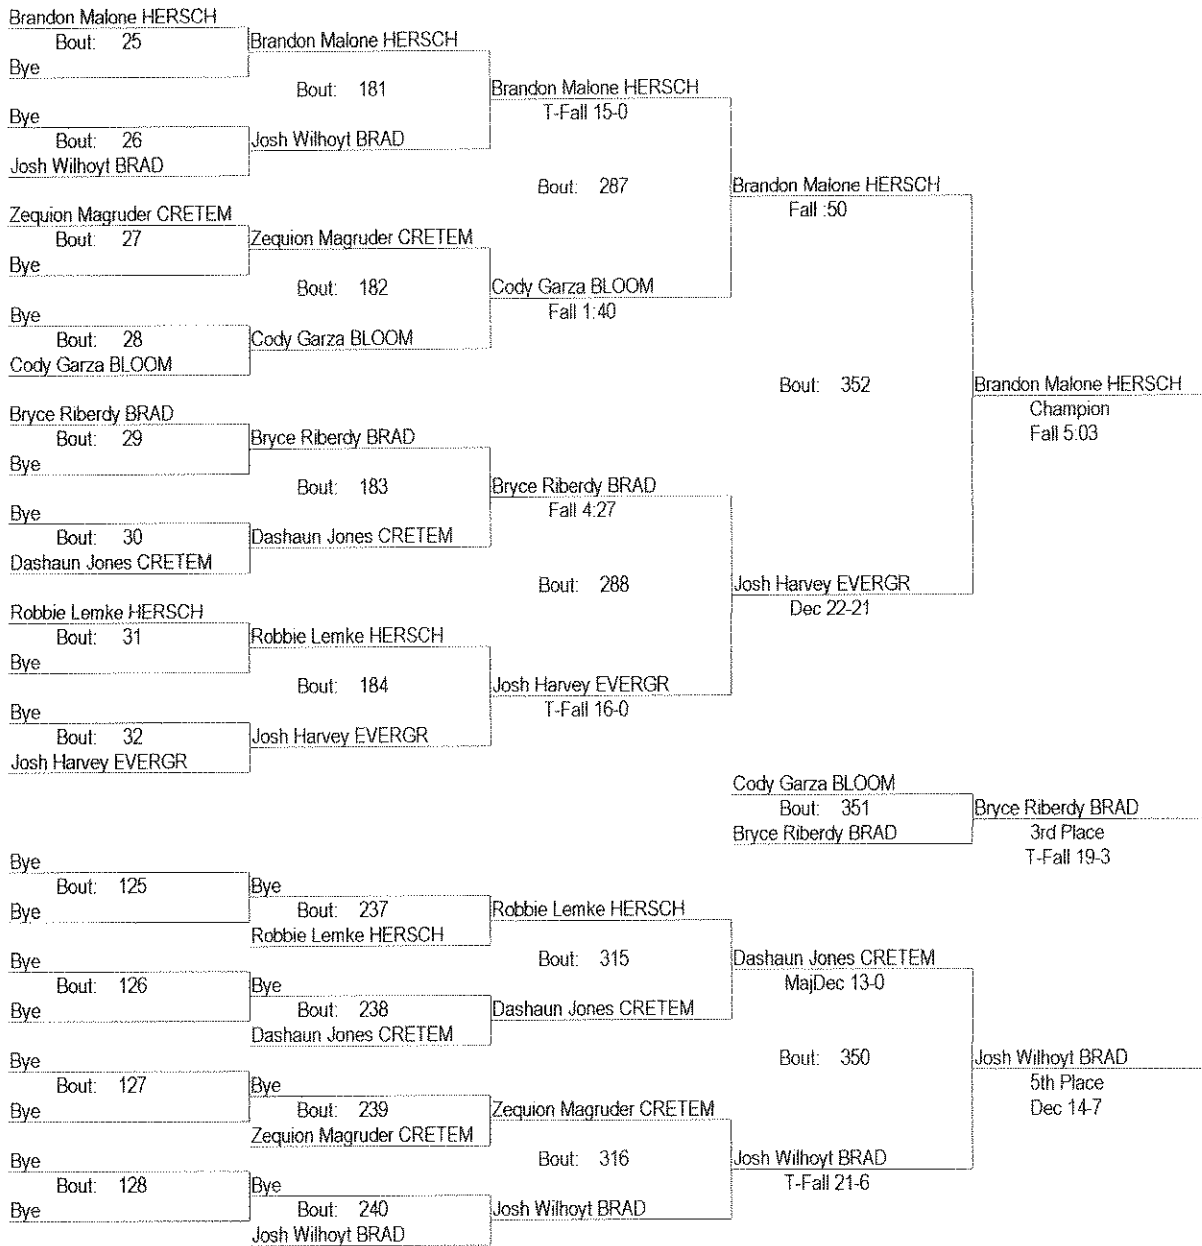 Brandon Malone HERSCH
Bout: 25
Bye
Brandon Malone HERSCH
Bout: 181
Bye
Bout: 26
Josh Wilhoyt BRAD
Josh Wilhoyt BRAD
Brandon Malone HERSCH
T-Fall 15-0
Bout: 287
Zequion Magruder CRETEM
Bout: 27
Bye
Zequion Magruder CRETEM
Bout: 182
Bye
Bout: 28
Cody Garza BLOOM
Cody Garza BLOOM
Cody Garza BLOOM
Fall 1:40
Brandon Malone HERSCH
Fall :50
Bout: 352
Brandon Malone HERSCH
Champion
Fall 5:03
Bryce Riberdy BRAD
Bout: 29
Bye
Bryce Riberdy BRAD
Bout: 183
Bye
Bout: 30
Dashaun Jones CRETEM
Dashaun Jones CRETEM
Bryce Riberdy BRAD
Fall 4:27
Bout: 288
Robbie Lemke HERSCH
Bout: 31
Bye
Robbie Lemke HERSCH
Bout: 184
Bye
Bout: 32
Josh Harvey EVERGR
Josh Harvey EVERGR
Josh Harvey EVERGR
T-Fall 16-0
Josh Harvey EVERGR
Dec 22-21
Cody Garza BLOOM
Bout: 351
Bryce Riberdy BRAD
Bryce Riberdy BRAD
3rd Place
T-Fall 19-3
Bye
Bout: 125
Bye
Bye
Bout: 237
Robbie Lemke HERSCH
Robbie Lemke HERSCH
Bout: 315
Bye
Bout: 126
Bye
Bye
Bout: 238
Dashaun Jones CRETEM
Dashaun Jones CRETEM
Dashaun Jones CRETEM
MajDec 13-0
Bout: 350
Bye
Bout: 127
Bye
Bye
Bout: 239
Zequion Magruder CRETEM
Zequion Magruder CRETEM
Bout: 316
Bye
Bout: 128
Bye
Bye
Bout: 240
Josh Wilhoyt BRAD
Josh Wilhoyt BRAD
Josh Wilhoyt BRAD
T-Fall 21-6
Josh Wilhoyt BRAD
5th Place
Dec 14-7